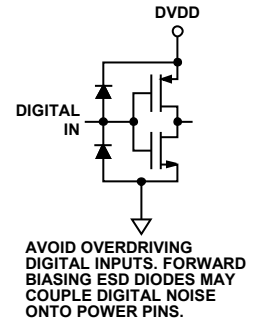 DVDD
DIGITAL
IN
AVOID OVERDRIVING
DIGITAL INPUTS. FORWARD
BIASING ESD DIODES MAY
COUPLE DIGITAL NOISE
ONTO POWER PINS.